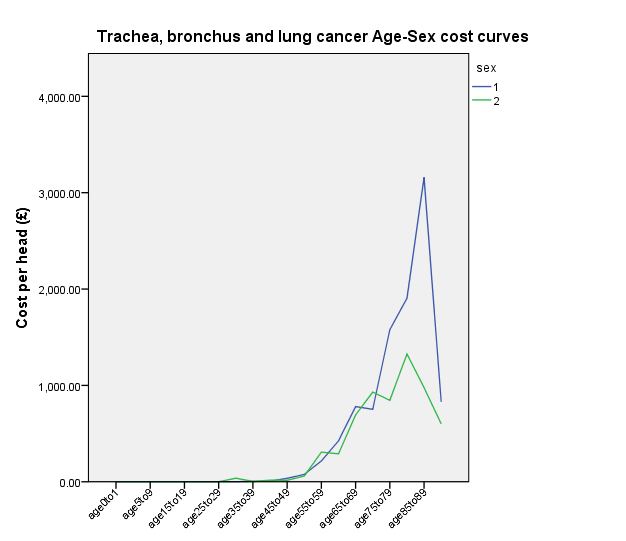 Trachea, bronchus and lung cancer Age-Sex cost curves
sex
1
2
Cost per head (£)
4,000.00
3,000.00
2,000.00
1,000.00
0.00
age0to1
age5to9
age15to19
age25to29
age35to39
age45to49
age55to59
age65to69
age75to79
age85to89